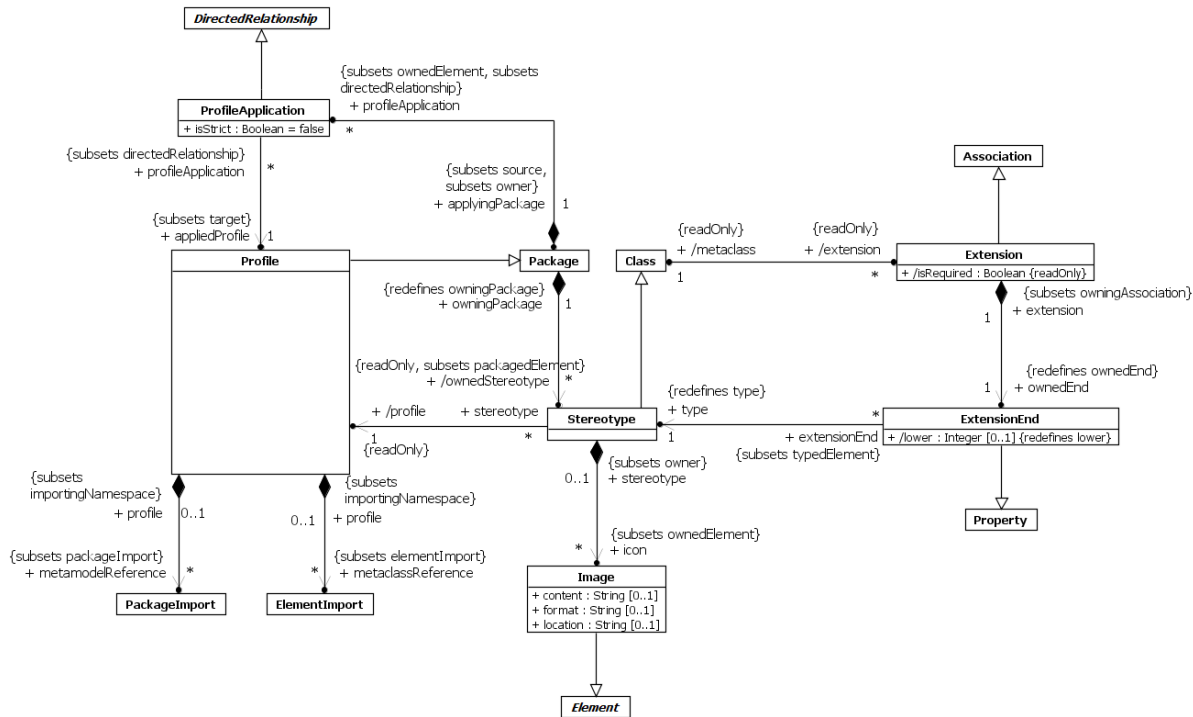 DirectedRelationship
{subsets ownedElement, subsets
directedRelationship}
+ profileApplication
*
ProfileApplication
+ isStrict : Boolean = false
{subsets directedRelationship}
+ profileApplication
*
{subsets source,
subsets owner}
+ applyingPackage
1
{subsets target}
+ appliedProfile
1
Association
Profile
Package
Class
{readOnly}
+ /metaclass
1
{readOnly}
+ /extension
*
Extension
+ /isRequired : Boolean {readOnly}
{redefines owningPackage}
+ owningPackage
1
{subsets owningAssociation}
+ extension
1
{readOnly, subsets packagedElement}
+ /ownedStereotype
*
{redefines ownedEnd}
+ ownedEnd
1
+ /profile
1
{readOnly}
+ stereotype
*
Stereotype
{redefines type}
+ type
1
*
+ extensionEnd
{subsets typedElement}
ExtensionEnd
+ /lower : Integer [0..1] {redefines lower}
{subsets
importingNamespace}
+ profile
0..1
{subsets
importingNamespace}
+ profile
0..1
{subsets owner}
+ stereotype
0..1
Property
{subsets packageImport}
+ metamodelReference
*
{subsets elementImport}
+ metaclassReference
*
{subsets ownedElement}
+ icon
*
PackageImport
ElementImport
Image
+ content : String [0..1]
+ format : String [0..1]
+ location : String [0..1]
Element